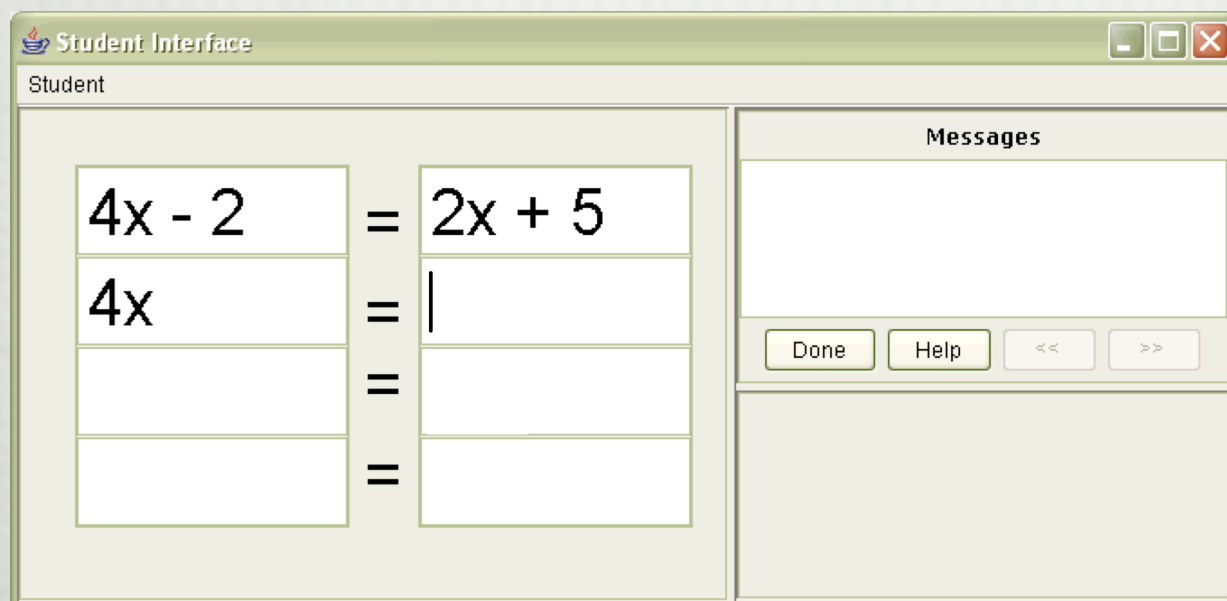 Student Interface
Student
4x - 2 = 2x + 5
4x =
=
=
Messages
Done Help << >>